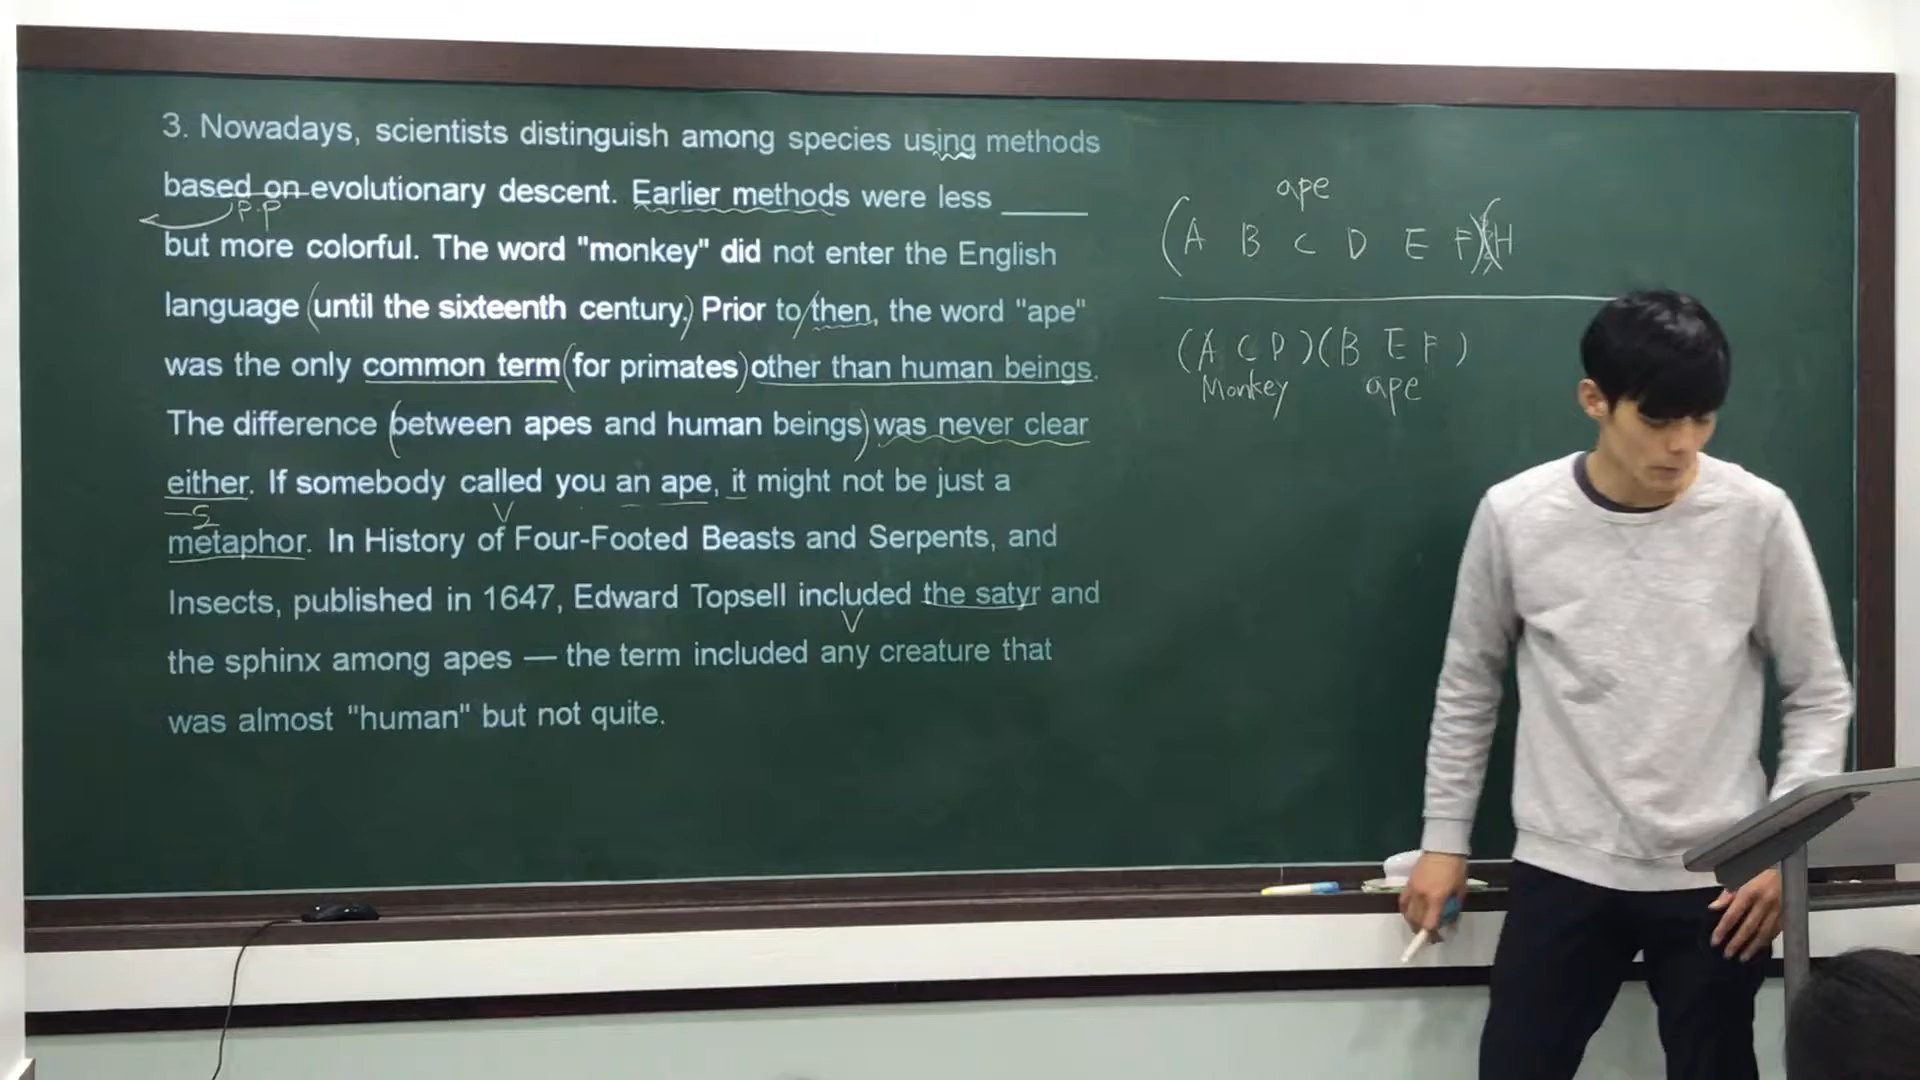 3. Nowadays, scientists distinguish among species using methods
based on evolutionary descent. Earlier methods were less ______
P.P
but more colorful. The word "monkey" did not enter the English
language (until the sixteenth century.) Prior to/then, the word "ape"
was the only common term (for primates) other than human beings.
The difference (between apes and human beings) was never clear
either. If somebody called you an ape, it might not be just a
V
metaphor. In History of Four-Footed Beasts and Serpents, and
Insects, published in 1647, Edward Topsell included the satyr and
V
the sphinx among apes — the term included any creature that
was almost "human" but not quite.
ape
(A B C D E F) H
(A C D) (B E F)
Monkey ape